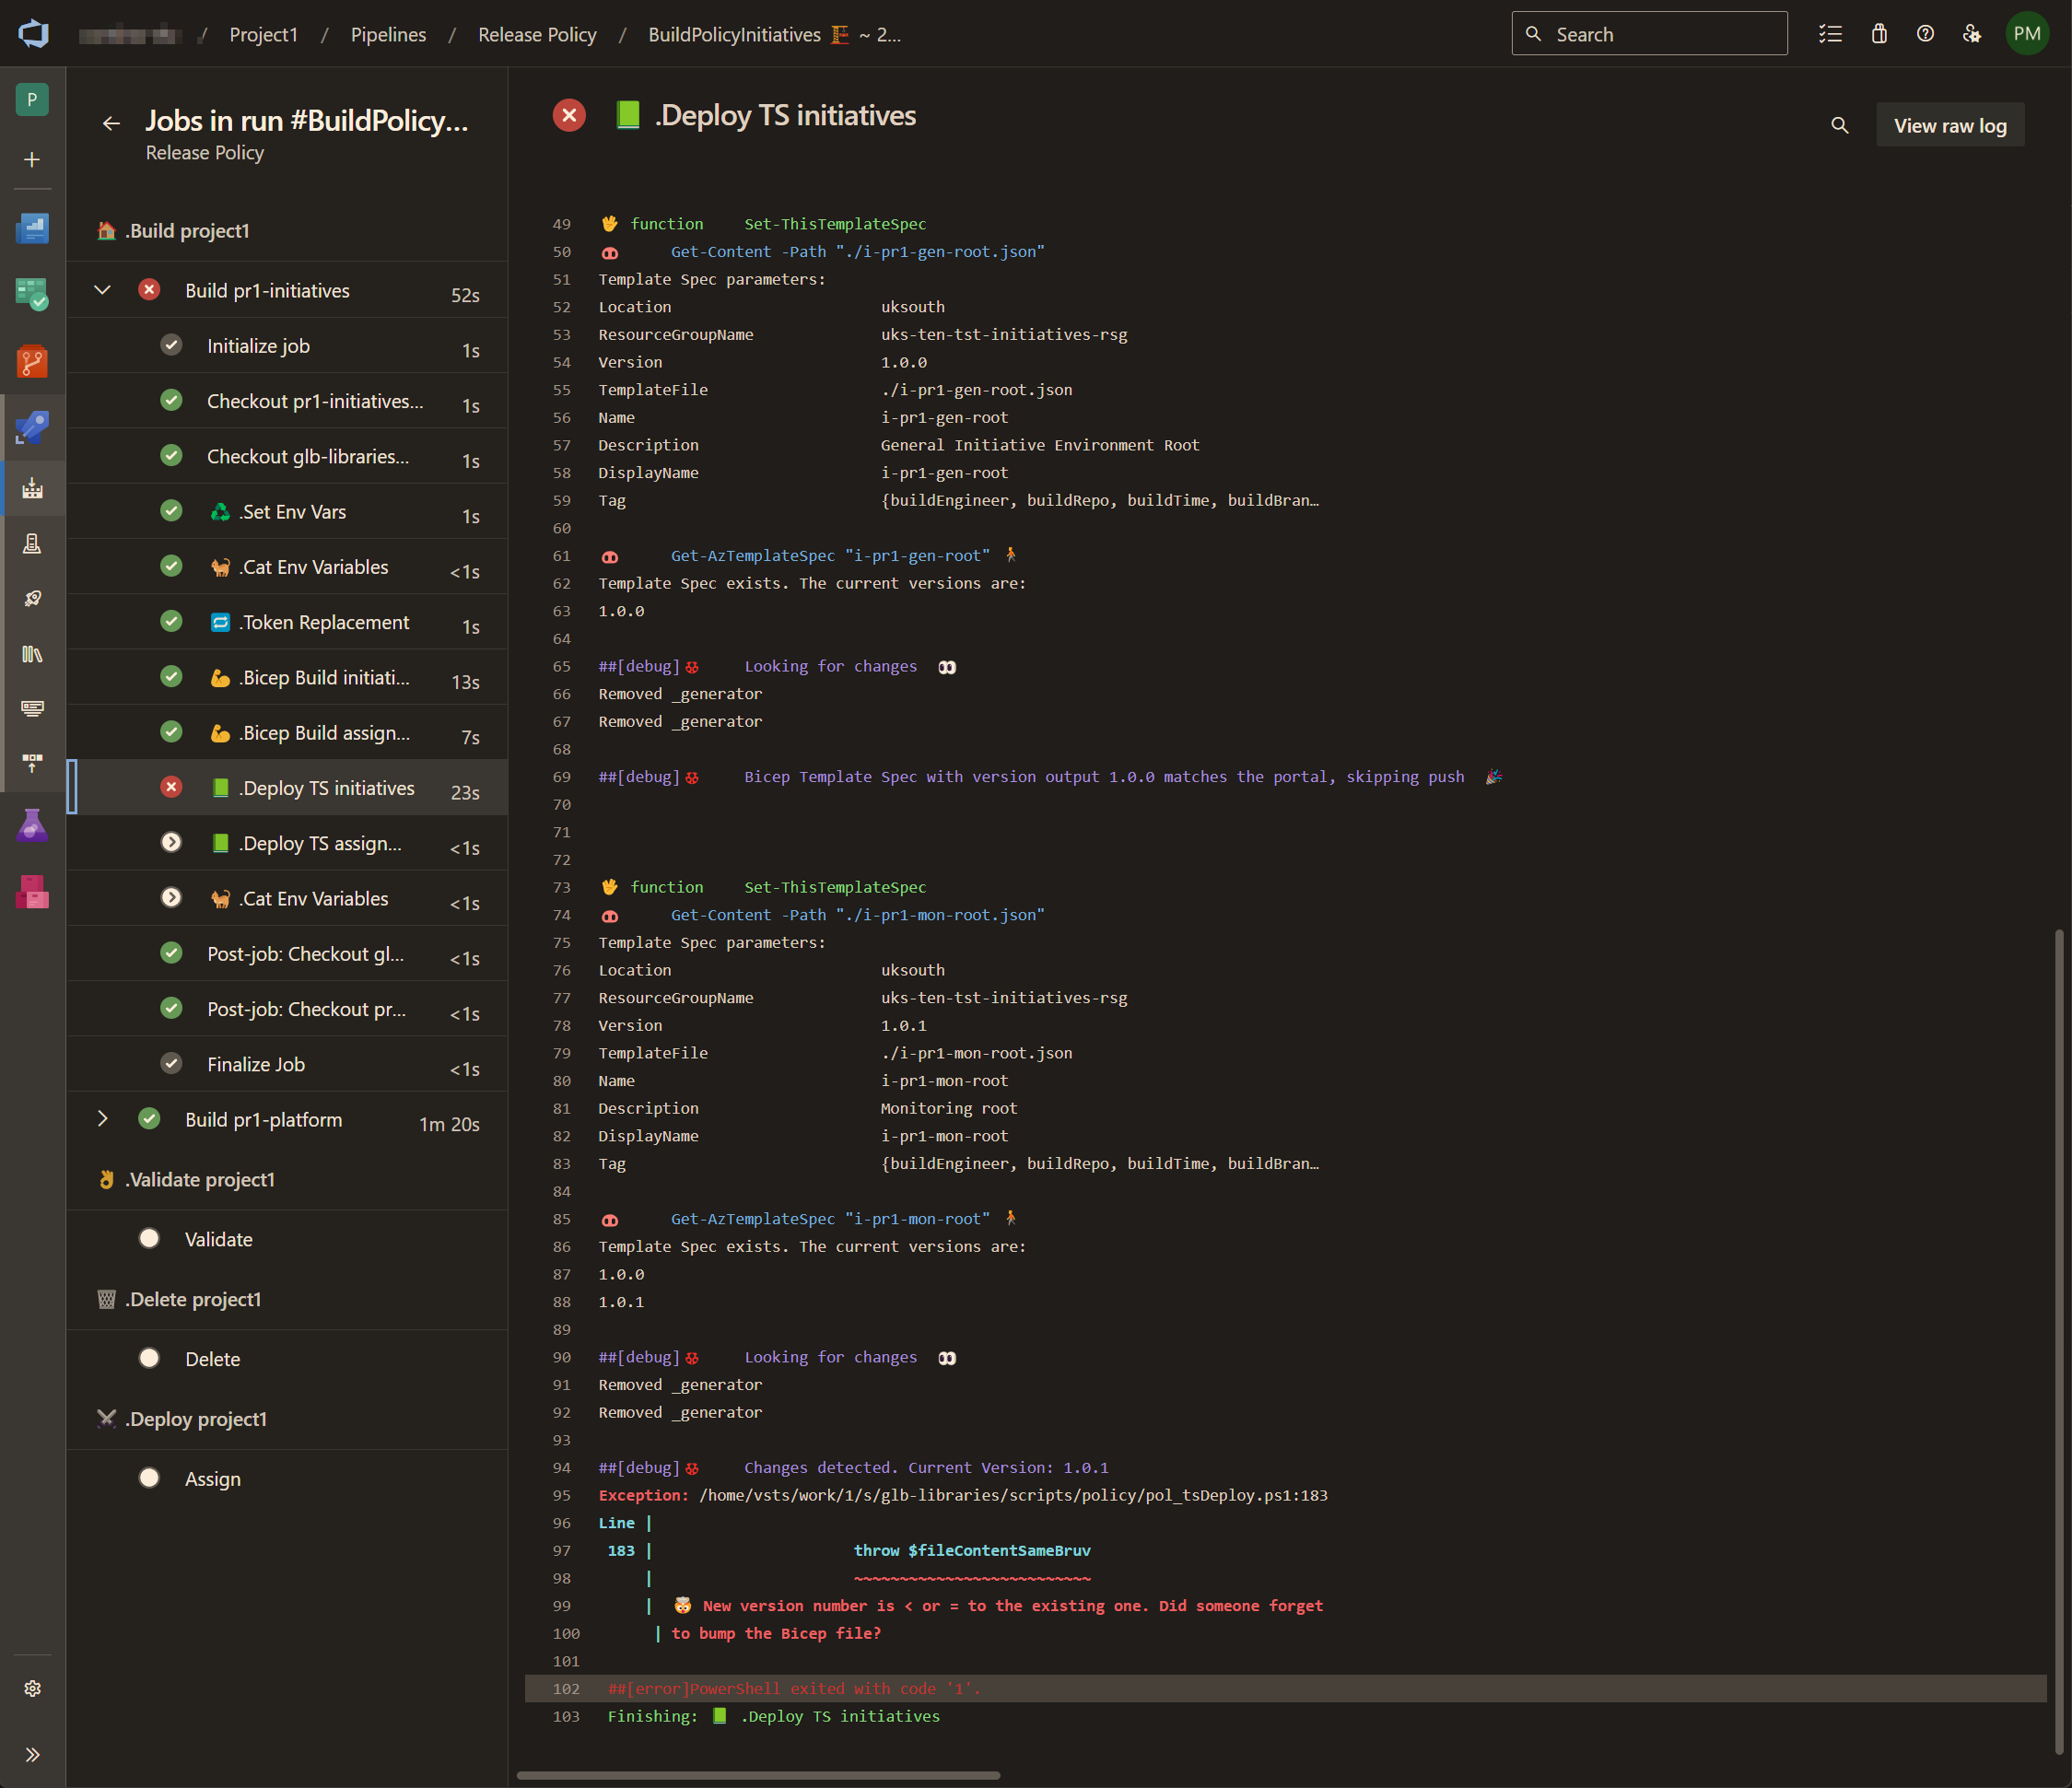 / Project1 / Pipelines / Release Policy / BuildPolicyInitiatives 🏗️ ~ 2...
Search
PM
P
Jobs in run #BuildPolicy...
Release Policy
🏠 .Build project1
Build pr1-initiatives 52s
Initialize job 1s
Checkout pr1-initiatives... 1s
Checkout glb-libraries... 1s
♻️ .Set Env Vars 1s
🐈 .Cat Env Variables <1s
🔁 .Token Replacement 1s
💪 .Bicep Build initiati... 13s
💪 .Bicep Build assign... 7s
📗 .Deploy TS initiatives 23s
📗 .Deploy TS assign... <1s
🐈 .Cat Env Variables <1s
Post-job: Checkout gl... <1s
Post-job: Checkout pr... <1s
Finalize Job <1s
Build pr1-platform 1m 20s
👌 .Validate project1
Validate
🗑️ .Delete project1
Delete
⚔️ .Deploy project1
Assign
📗 .Deploy TS initiatives
View raw log
49 🖖 function Set-ThisTemplateSpec
50 🐽 Get-Content -Path "./i-pr1-gen-root.json"
51 Template Spec parameters:
52 Location uksouth
53 ResourceGroupName uks-ten-tst-initiatives-rsg
54 Version 1.0.0
55 TemplateFile ./i-pr1-gen-root.json
56 Name i-pr1-gen-root
57 Description General Initiative Environment Root
58 DisplayName i-pr1-gen-root
59 Tag {buildEngineer, buildRepo, buildTime, buildBran…
60
61 🐽 Get-AzTemplateSpec "i-pr1-gen-root" 🚶
62 Template Spec exists. The current versions are:
63 1.0.0
64
65 ##[debug]🐞 Looking for changes 👀
66 Removed _generator
67 Removed _generator
68
69 ##[debug]🐞 Bicep Template Spec with version output 1.0.0 matches the portal, skipping push 🎉
70
71
72
73 🖖 function Set-ThisTemplateSpec
74 🐽 Get-Content -Path "./i-pr1-mon-root.json"
75 Template Spec parameters:
76 Location uksouth
77 ResourceGroupName uks-ten-tst-initiatives-rsg
78 Version 1.0.1
79 TemplateFile ./i-pr1-mon-root.json
80 Name i-pr1-mon-root
81 Description Monitoring root
82 DisplayName i-pr1-mon-root
83 Tag {buildEngineer, buildRepo, buildTime, buildBran…
84
85 🐽 Get-AzTemplateSpec "i-pr1-mon-root" 🚶
86 Template Spec exists. The current versions are:
87 1.0.0
88 1.0.1
89
90 ##[debug]🐞 Looking for changes 👀
91 Removed _generator
92 Removed _generator
93
94 ##[debug]🐞 Changes detected. Current Version: 1.0.1
95 Exception: /home/vsts/work/1/s/glb-libraries/scripts/policy/pol_tsDeploy.ps1:183
96 Line |
97 183 | throw $fileContentSameBruv
98 | ~~~~~~~~~~~~~~~~~~~~~~~~~~
99 | 🤯 New version number is < or = to the existing one. Did someone forget
100 | to bump the Bicep file?
101
102 ##[error]PowerShell exited with code '1'.
103 Finishing: 📗 .Deploy TS initiatives